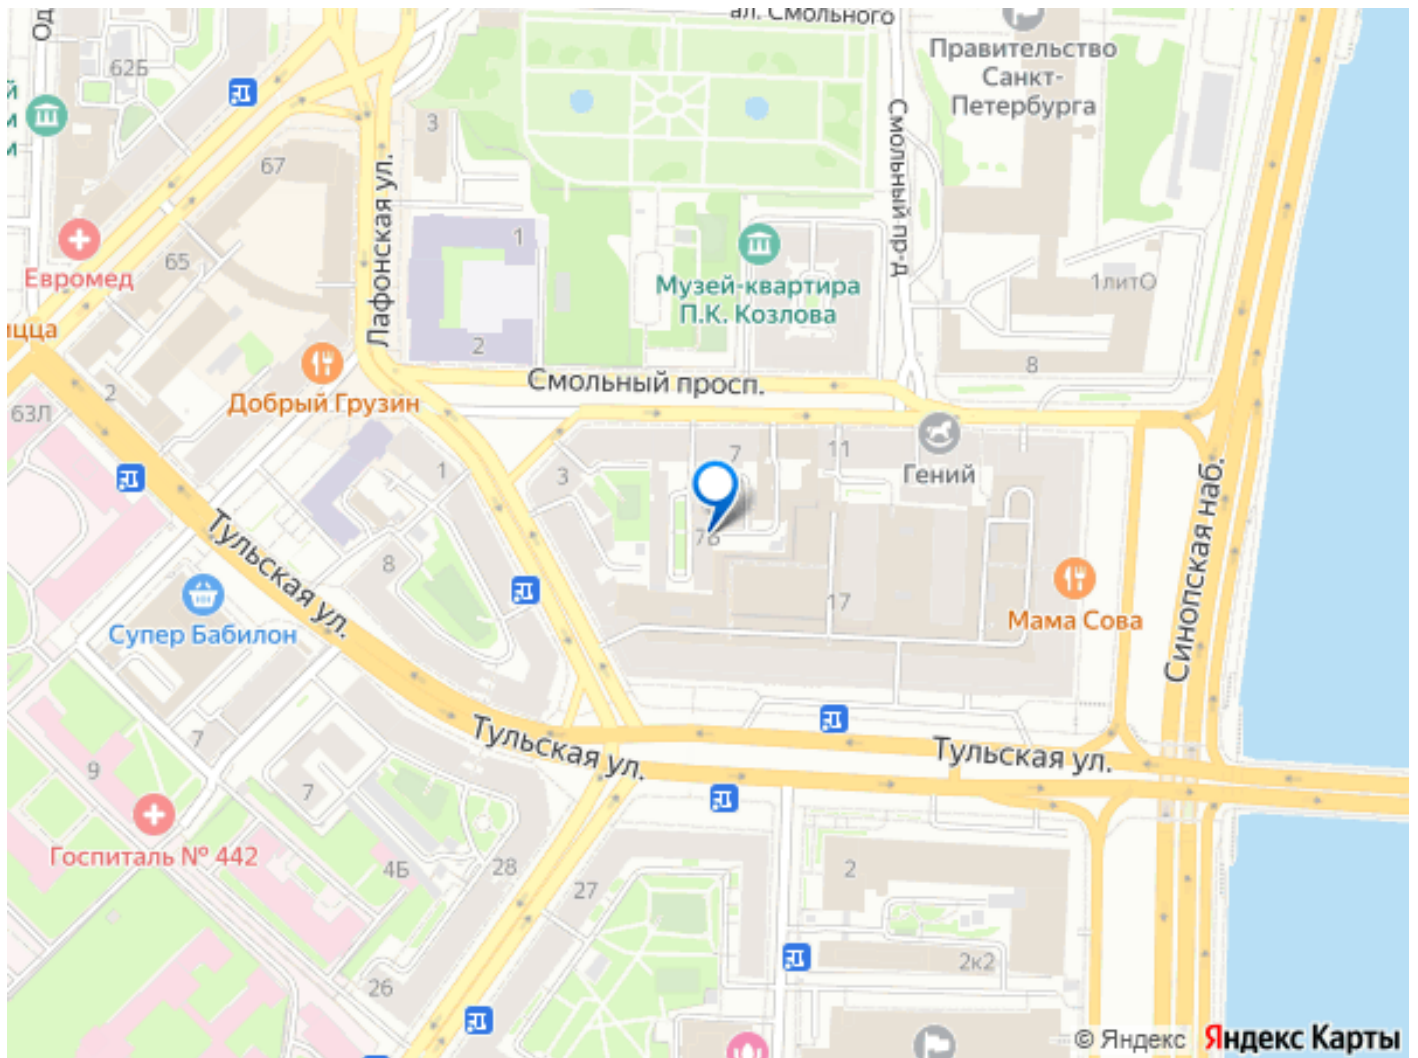 ал. Смольного
Правительство
Санкт-
Петербурга
62Б
3
67
Смольный пр-д
Лафонская ул.
1
65
Евромед
Музей-квартира
П.К. Козлова
1литО
2
8
Смольный просп.
2
Добрый Грузин
63Л
1
3
7
11
Гений
Тульская ул.
7Б
8
17
Мама Сова
Синопская наб.
Супер Бабилон
Тульская ул.
Тульская ул.
7
9
7
Госпиталь № 442
4Б
28
27
2
26
2к2
© Яндекс
Яндекс Карты